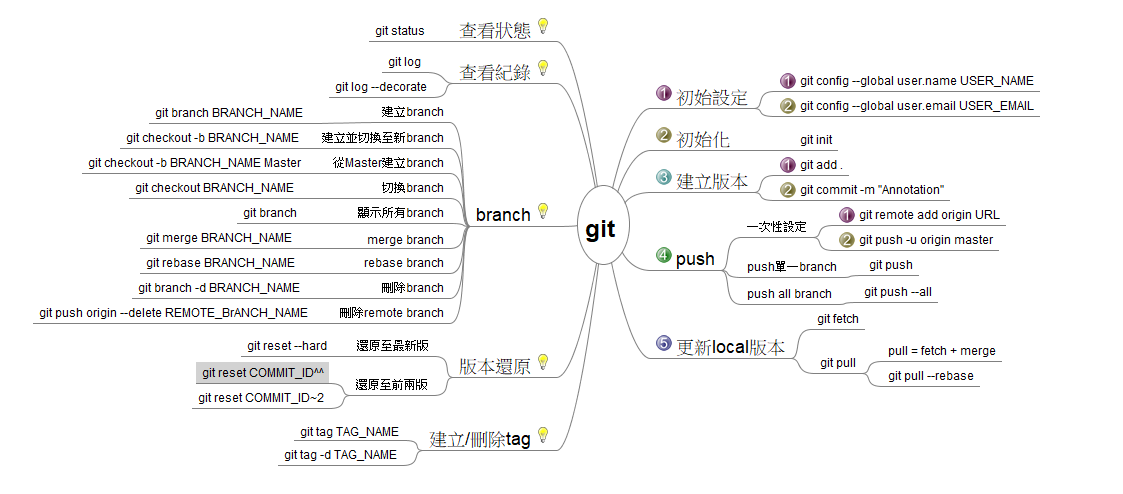 git
查看狀態
git status
查看紀錄
git log
git log --decorate
branch
建立branch
git branch BRANCH_NAME
建立並切換至新branch
git checkout -b BRANCH_NAME
從Master建立branch
git checkout -b BRANCH_NAME Master
切換branch
git checkout BRANCH_NAME
顯示所有branch
git branch
merge branch
git merge BRANCH_NAME
rebase branch
git rebase BRANCH_NAME
刪除branch
git branch -d BRANCH_NAME
刪除remote branch
git push origin --delete REMOTE_BrANCH_NAME
版本還原
還原至最新版
git reset --hard
還原至前兩版
git reset COMMIT_ID^^
git reset COMMIT_ID~2
建立/刪除tag
git tag TAG_NAME
git tag -d TAG_NAME
1 初始設定
1 git config --global user.name USER_NAME
2 git config --global user.email USER_EMAIL
2 初始化
git init
3 建立版本
1 git add .
2 git commit -m "Annotation"
4 push
一次性設定
1 git remote add origin URL
2 git push -u origin master
push單一branch
git push
push all branch
git push --all
5 更新local版本
git fetch
git pull
pull = fetch + merge
git pull --rebase